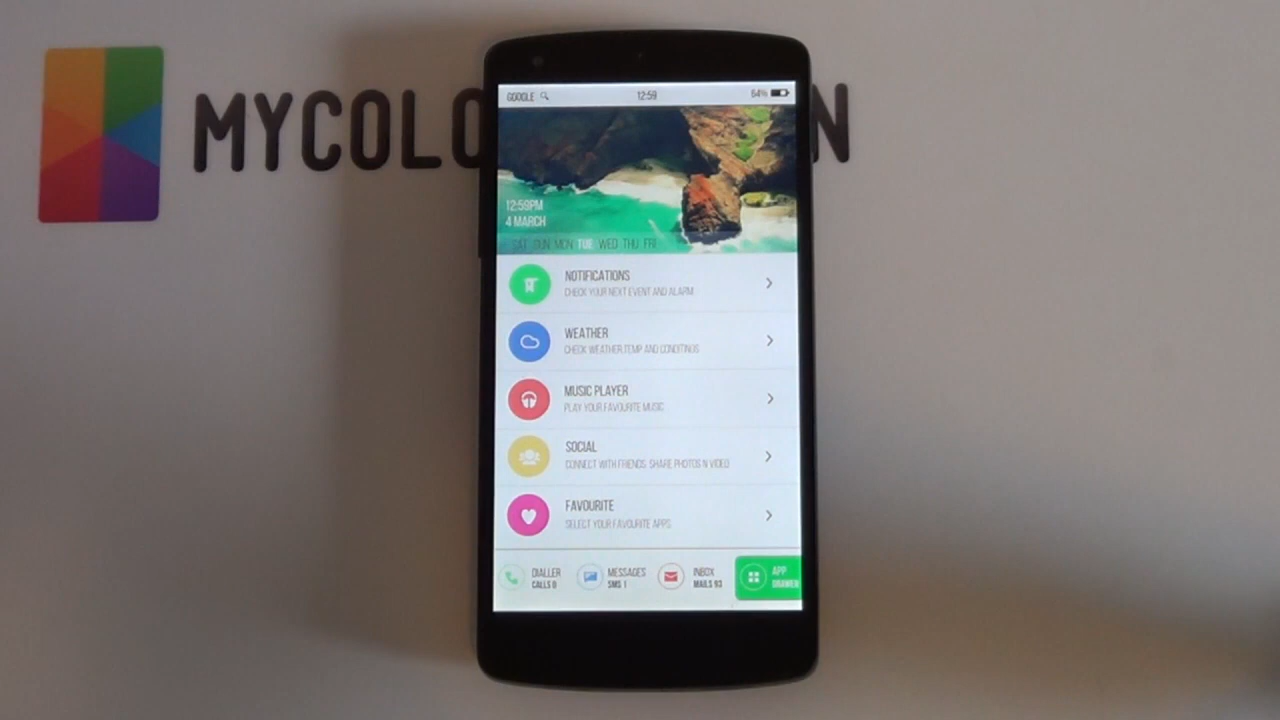 MYCOLO N
GOOGLE 12:59 64%
12:59PM
4 MARCH
SAT SUN MON TUE WED THU FRI
NOTIFICATIONS
CHECK YOUR NEXT EVENT AND ALARM
WEATHER
CHECK WEATHER,TEMP AND CONDITINGS
MUSIC PLAYER
PLAY YOUR FAVOURITE MUSIC
SOCIAL
CONNECT WITH FRIENDS, SHARE PHOTOS N VIDEO
FAVOURITE
SELECT YOUR FAVOURITE APPS
DIALLER MESSAGES INBOX APP
CALLS 0 SMS 1 MAILS 93 DRAWER